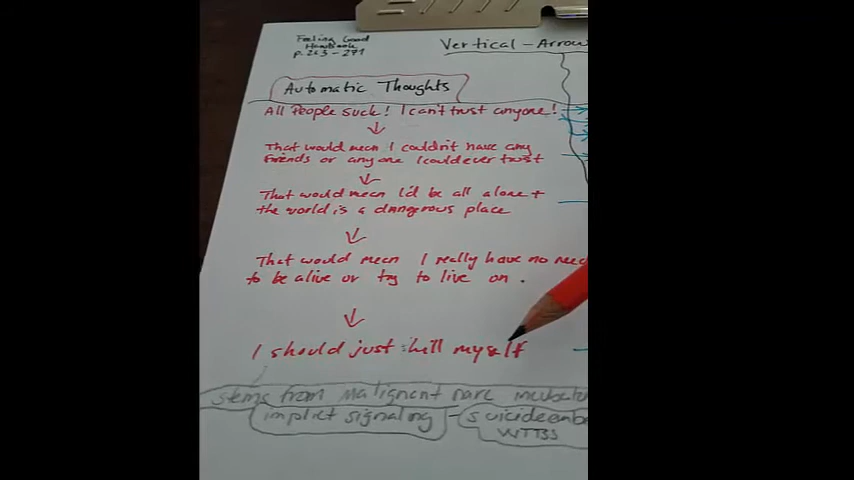 Feeling Good
Handbook
p. 263 - 271
Vertical - Arrow
Automatic Thoughts
All People suck! I can't trust anyone!
That would mean I couldn't have any
Friends or anyone I could ever trust
That would mean I'd be all alone +
the world is a dangerous place
That would mean I really have no need
to be alive or try to live on.
I should just kill myself
stems from malignant
implict signaling -